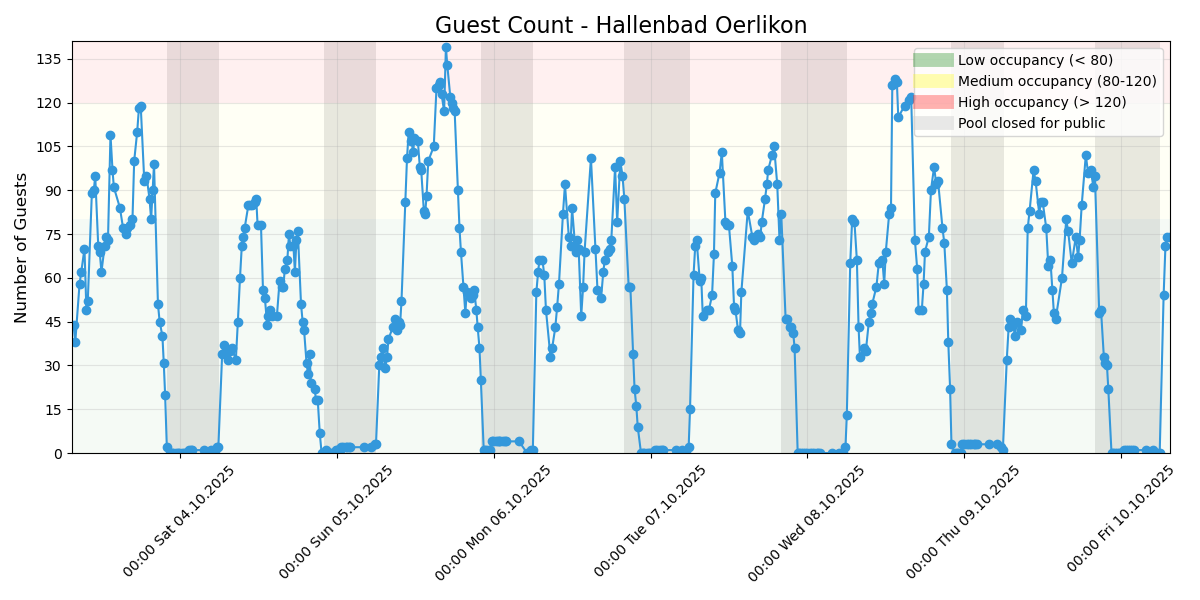 Guest Count - Hallenbad Oerlikon
Number of Guests
135
120
105
90
75
60
45
30
15
0
Low occupancy (< 80)
Medium occupancy (80-120)
High occupancy (> 120)
Pool closed for public
00:00 Sat 04.10.2025
00:00 Sun 05.10.2025
00:00 Mon 06.10.2025
00:00 Tue 07.10.2025
00:00 Wed 08.10.2025
00:00 Thu 09.10.2025
00:00 Fri 10.10.2025